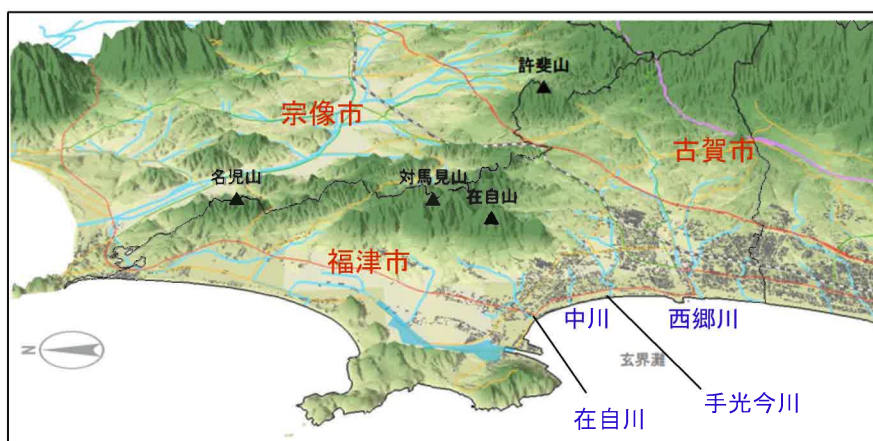 許斐山
宗像市
古賀市
名児山
対馬見山
在自山
福津市
中川
西郷川
N
玄界灘
手光今川
在自川